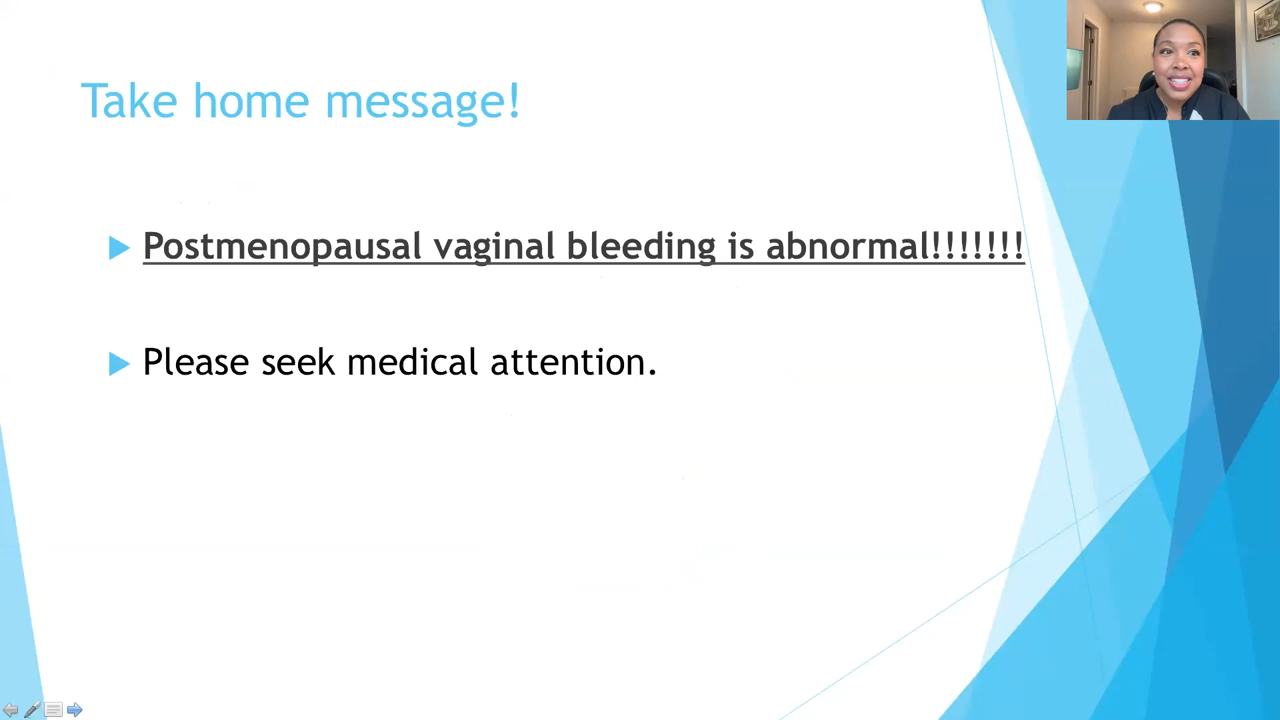 Take home message!
Postmenopausal vaginal bleeding is abnormal!!!!!!!
Please seek medical attention.